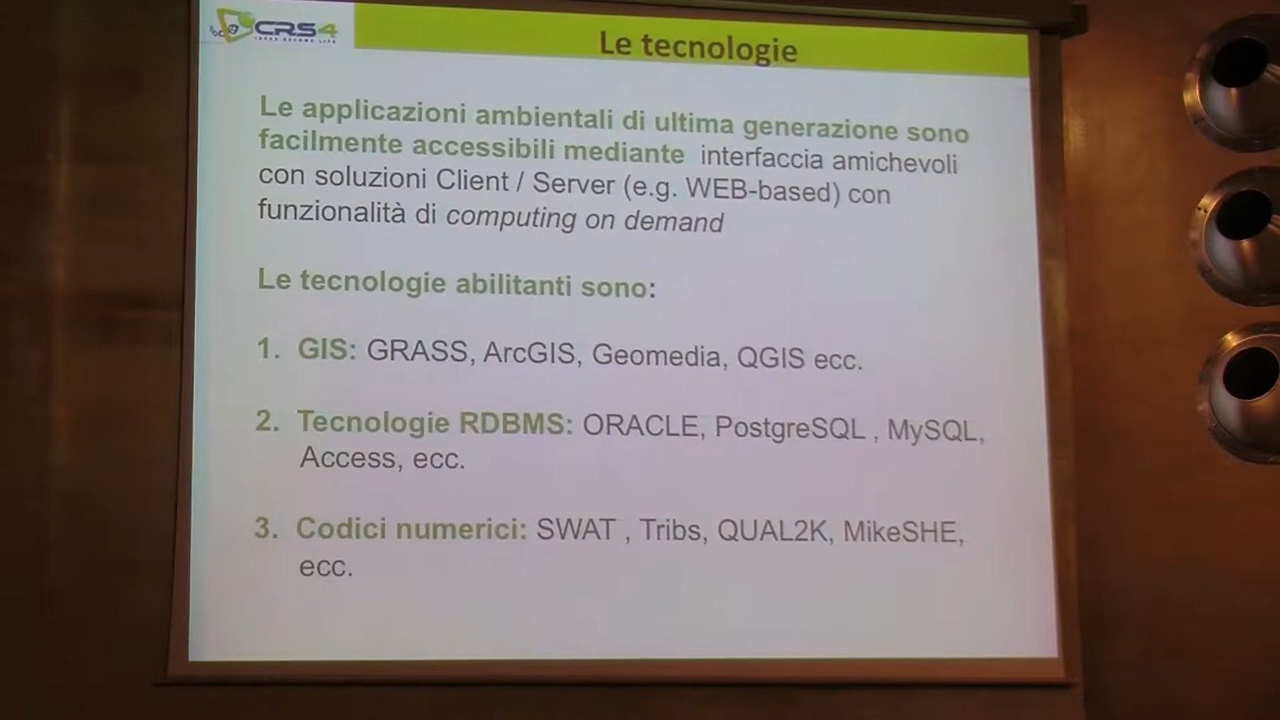 CRS4
Le tecnologie
Le applicazioni ambientali di ultima generazione sono
facilmente accessibili mediante interfaccia amichevoli
con soluzioni Client / Server (e.g. WEB-based) con
funzionalità di computing on demand
Le tecnologie abilitanti sono:
1. GIS: GRASS, ArcGIS, Geomedia, QGIS ecc.
2. Tecnologie RDBMS: ORACLE, PostgreSQL , MySQL,
Access, ecc.
3. Codici numerici: SWAT , Tribs, QUAL2K, MikeSHE,
ecc.